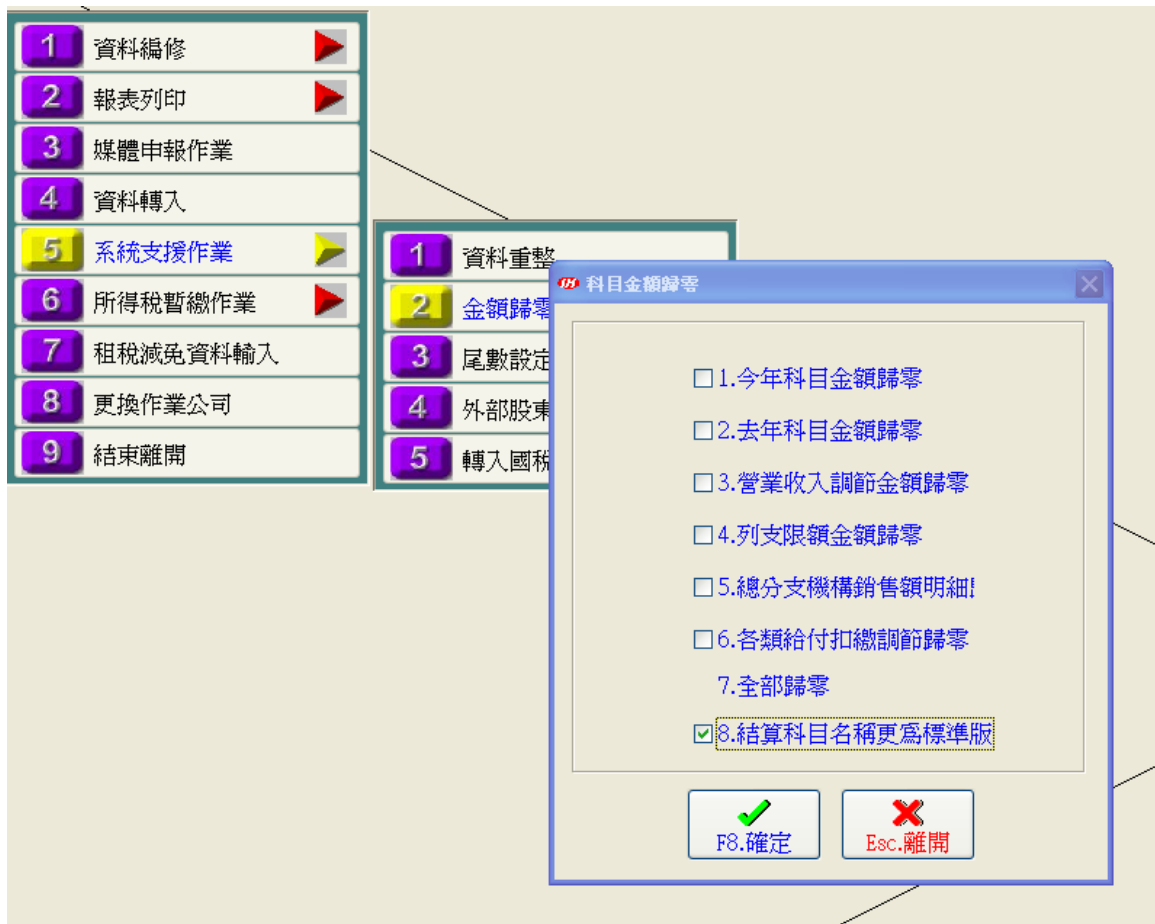 1 資料編修
2 報表列印
3 媒體申報作業
4 資料轉入
5 系統支援作業
6 所得稅暫繳作業
7 租稅減免資料輸入
8 更換作業公司
9 結束離開
1 資料重整
2 金額歸零
3 尾數設定
4 外部股東
5 轉入國稅
科目金額歸零
1.今年科目金額歸零
2.去年科目金額歸零
3.營業收入調節金額歸零
4.列支限額金額歸零
5.總分支機構銷售額明細
6.各類給付扣繳調節歸零
7.全部歸零
8.結算科目名稱更為標準版
F8.確定
Esc.離開